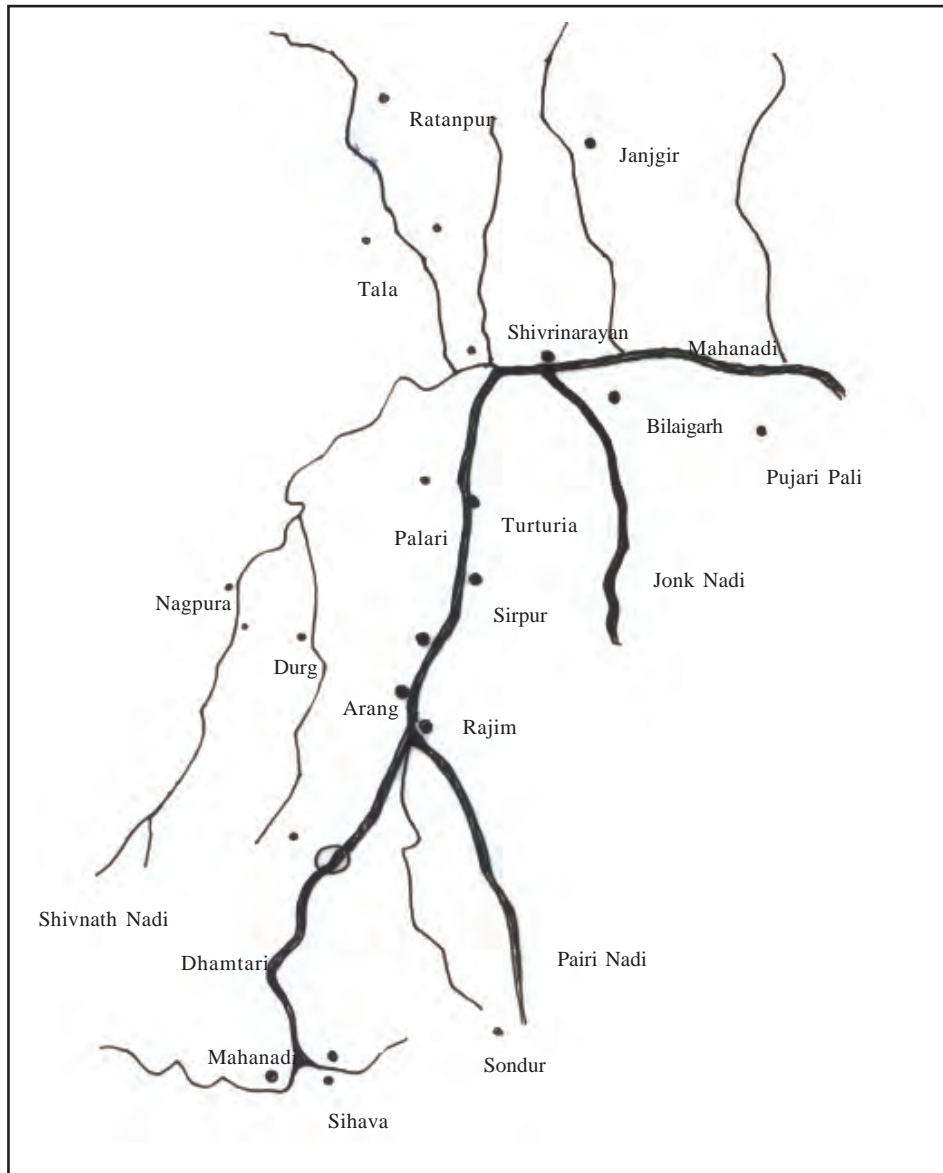 Ratanpur
Janjgir
Tala
Shivrinarayan
Mahanadi
Bilaigarh
Pujari Pali
Palari
Turturia
Jonk Nadi
Nagpura
Sirpur
Durg
Arang
Rajim
Shivnath Nadi
Dhamtari
Pairi Nadi
Mahanadi
Sondur
Sihava